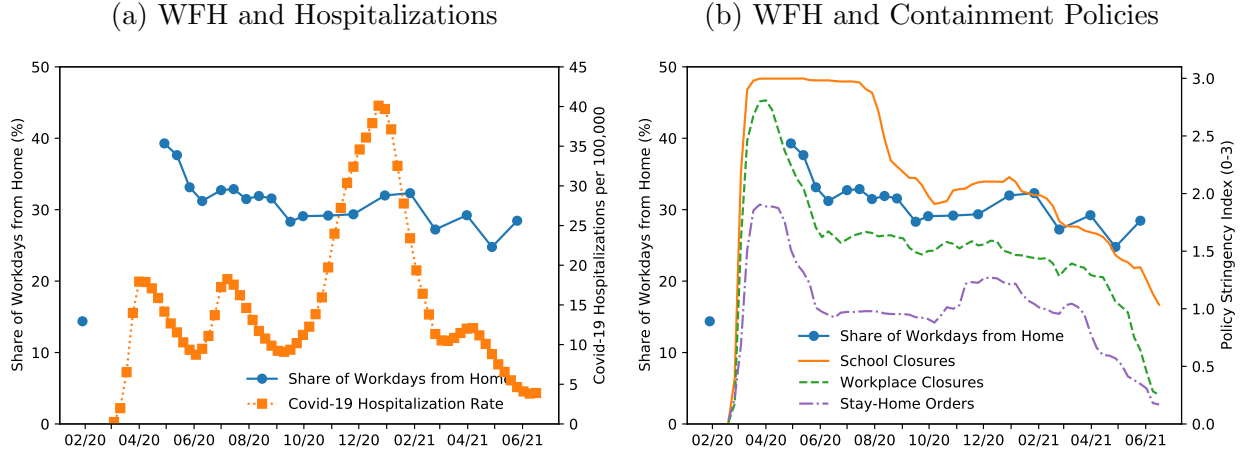 (a) WFH and Hospitalizations
50
40
30
20
10
0
Share of Workdays from Home (%)
45
40
35
30
25
20
15
10
5
0
Covid-19 Hospitalizations per 100,000
02/20 04/20 06/20 08/20 10/20 12/20 02/21 04/21 06/21
Share of Workdays from Home
Covid-19 Hospitalization Rate
(b) WFH and Containment Policies
50
40
30
20
10
0
Share of Workdays from Home (%)
3.0
2.5
2.0
1.5
1.0
0.5
0.0
Policy Stringency Index (0-3)
02/20 04/20 06/20 08/20 10/20 12/20 02/21 04/21 06/21
Share of Workdays from Home
School Closures
Workplace Closures
Stay-Home Orders